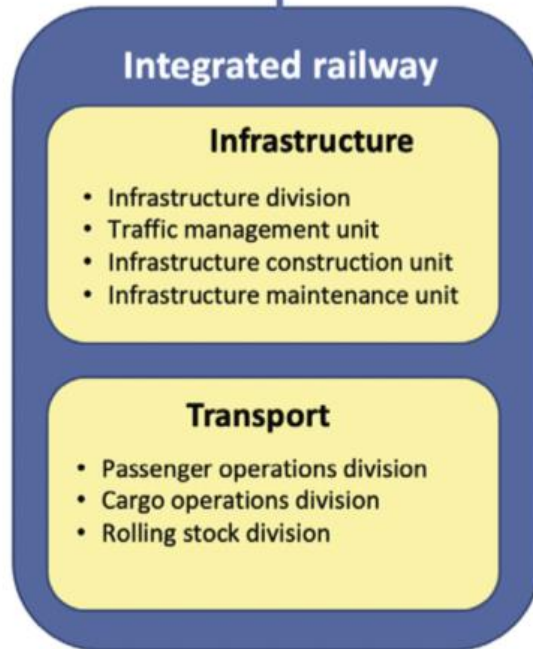 Integrated railway
Infrastructure
• Infrastructure division
• Traffic management unit
• Infrastructure construction unit
• Infrastructure maintenance unit
Transport
• Passenger operations division
• Cargo operations division
• Rolling stock division